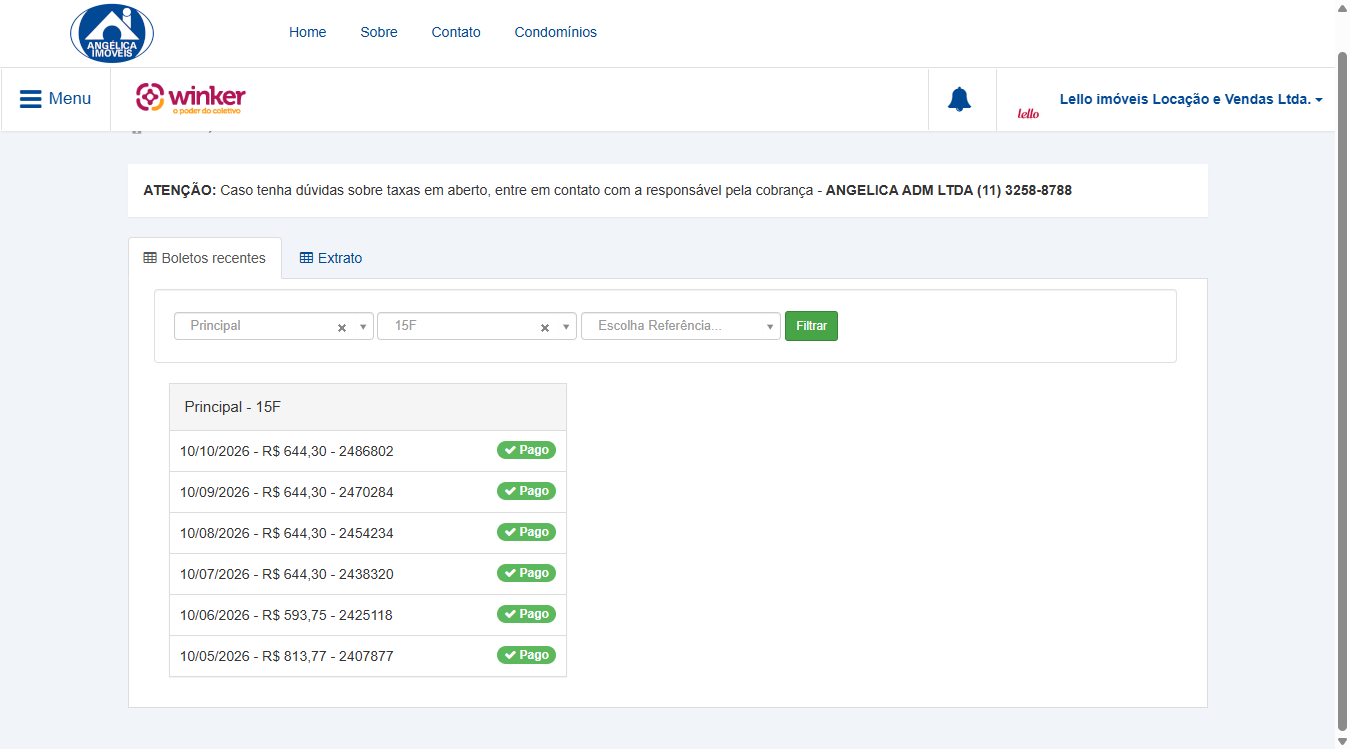 ANGÉLICA
IMÓVEIS
Home
Sobre
Contato
Condomínios
Menu
winker
o poder do coletivo
lello
Lello imóveis Locação e Vendas Ltda.
ATENÇÃO: Caso tenha dúvidas sobre taxas em aberto, entre em contato com a responsável pela cobrança - ANGELICA ADM LTDA (11) 3258-8788
Boletos recentes
Extrato
Principal
15F
Escolha Referência...
Filtrar
Principal - 15F
10/10/2026 - R$ 644,30 - 2486802 Pago
10/09/2026 - R$ 644,30 - 2470284 Pago
10/08/2026 - R$ 644,30 - 2454234 Pago
10/07/2026 - R$ 644,30 - 2438320 Pago
10/06/2026 - R$ 593,75 - 2425118 Pago
10/05/2026 - R$ 813,77 - 2407877 Pago